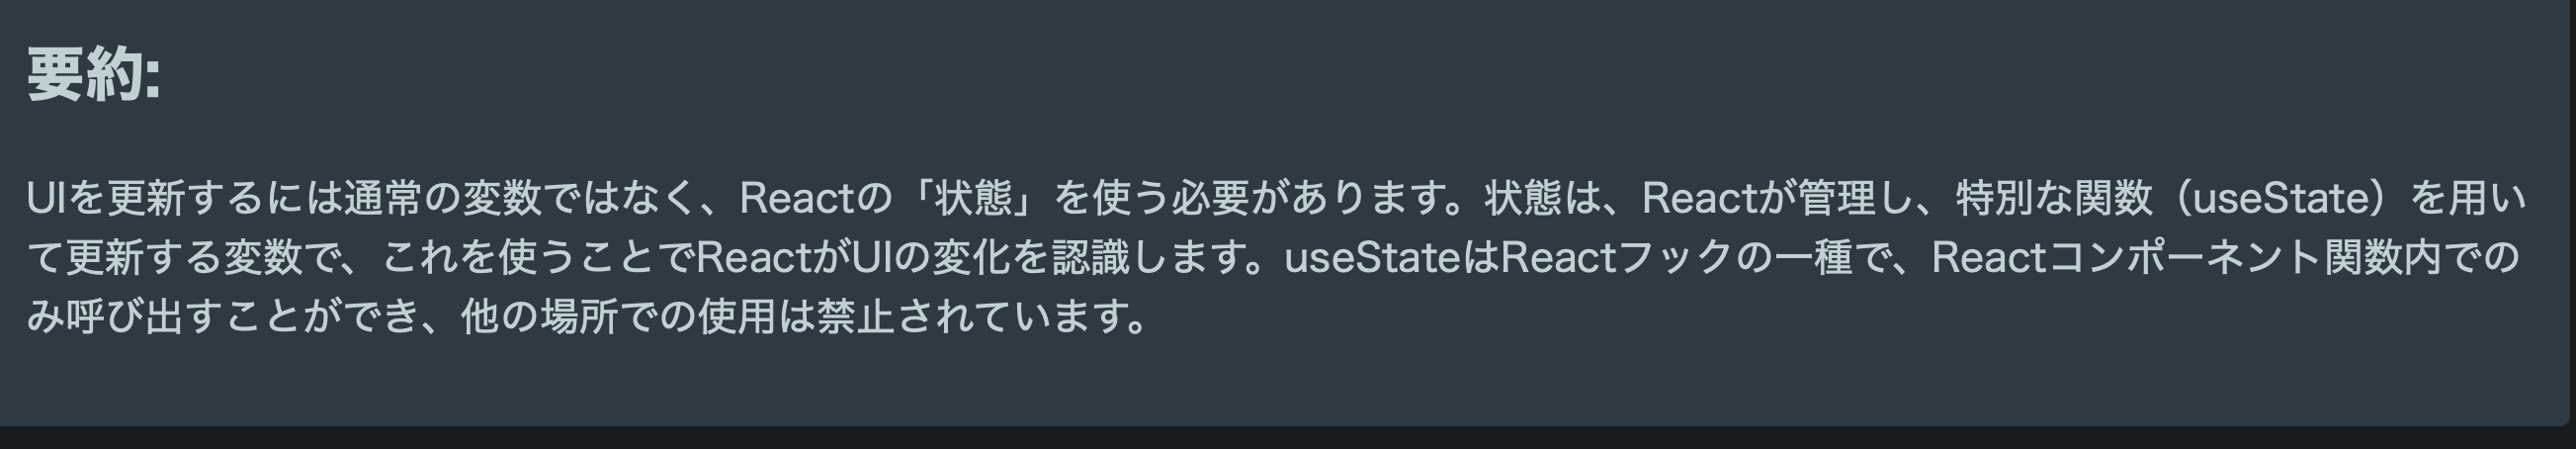 要約:
UIを更新するには通常の変数ではなく、Reactの「状態」を使う必要があります。状態は、Reactが管理し、特別な関数（useState）を用い
て更新する変数で、これを使うことでReactがUIの変化を認識します。useStateはReactフックの一種で、Reactコンポーネント関数内での
み呼び出すことができ、他の場所での使用は禁止されています。